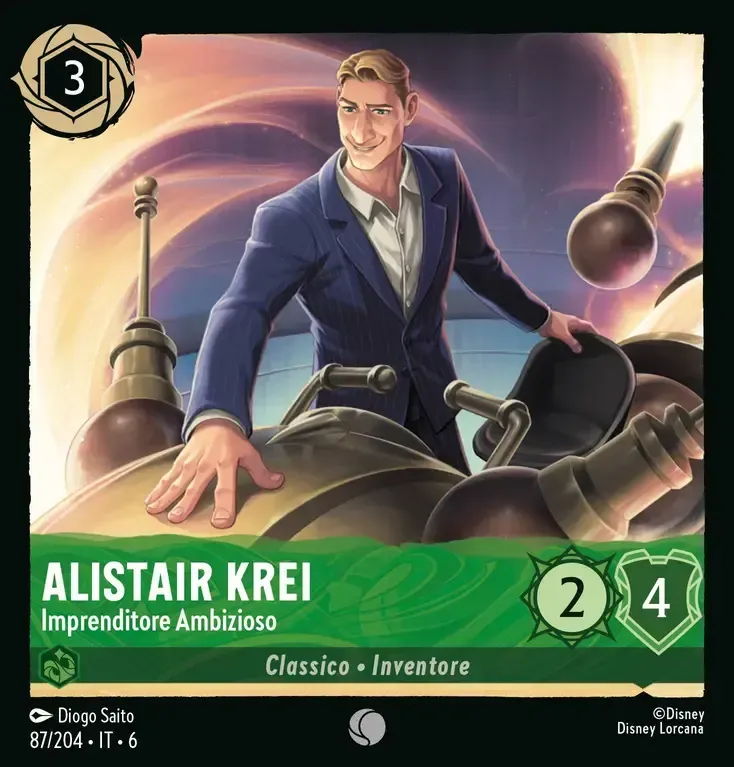 3
ALISTAIR KREI
Imprenditore Ambizioso
2
4
Classico • Inventore
Diogo Saito
©Disney
87/204 • IT • 6
Disney Lorcana